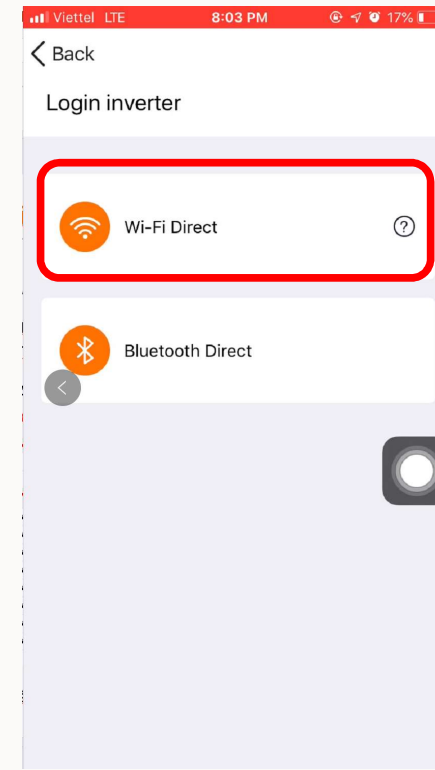 Viettel LTE 8:03 PM 17%
Back
Login inverter
Wi-Fi Direct ?
Bluetooth Direct